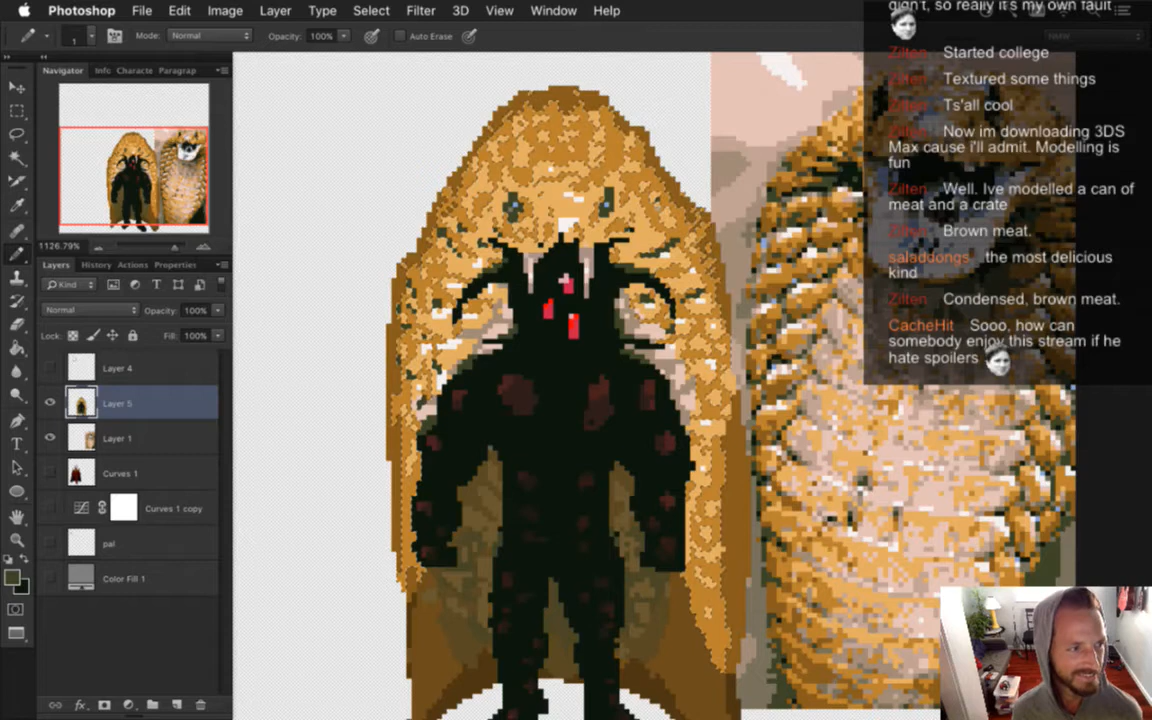 Photoshop File Edit Image Layer Type Select Filter 3D View Window Help
didn't, so really it's my own fault
1 Mode: Normal Opacity: 100% Auto Erase
Zilten Started college
Navigator Info Characte Paragrap
Zilten Textured some things
Zilten Ts'all cool
Zilten Now im downloading 3DS
Max cause i'll admit. Modelling is
fun
Zilten Well. Ive modelled a can of
meat and a crate
Zilten Brown meat.
saladdongs ..the most delicious
kind
Zilten Condensed, brown meat.
CacheHit Sooo, how can
somebody enjoy this stream if he
hate spoilers
1126.79%
Layers History Actions Properties
Kind
Normal Opacity: 100%
Lock: Fill: 100%
Layer 4
Layer 5
Layer 1
Curves 1
Curves 1 copy
pal
Color Fill 1
fx